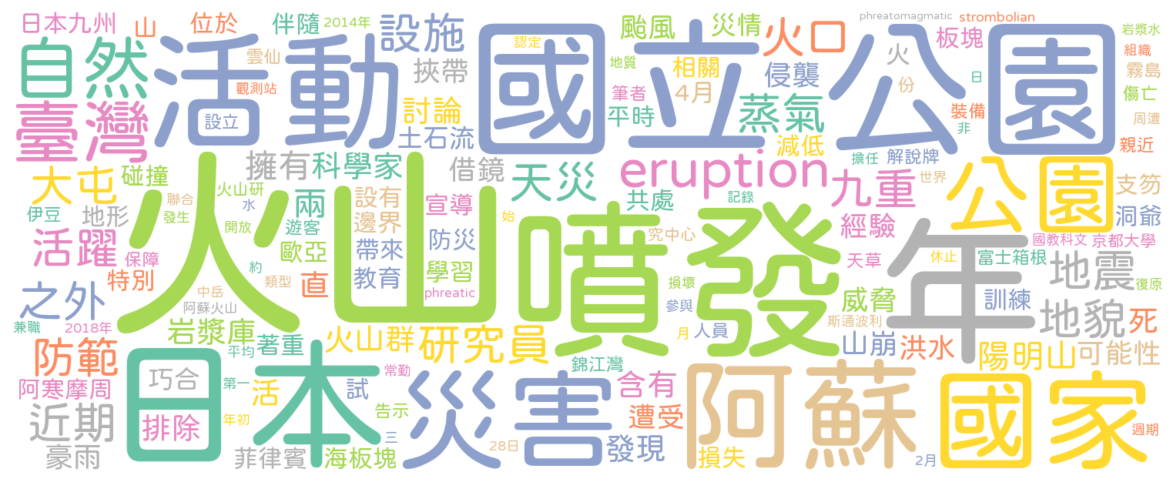 日本九州 山 位於 伴隨 2014年 設施 認定 颱風 災情 火口 phreatomagmatic strombolian 岩漿水
自然 活動 國立公園 雲仙 挾帶 地質 相關 侵襲 火 板塊 組織 霧島
觀測站 筆者 4月 份 日 傷亡
臺灣 設立 討論 平時 蒸氣 裝備 非 周遭
土石流 減低 擔任 解說牌 親近
大屯 碰撞 擁有 科學家 借鏡 天災 eruption 九重 公園 支笏
聯合 火山研 兩 設有 宣導 共處 記錄 世界
伊豆 地形 發生 水 遊客 邊界 始 經驗 洞爺
活躍 保障 開放 火山噴發 防災 究中心 年 國教科文 京都大學
特別 約 歐亞 帶來 學習 天草 休止 富士箱根 地震
之外 類型 直 教育 phreatic 損壞 威脅 訓練 復原
中岳 阿蘇火山 參與 斯通波利 地貌 死
兼職 2018年 岩漿庫 火山群 研究員 月 人員 山崩 洪水 陽明山 可能性
防範 平均 著重 錦江灣
阿寒摩周 巧合 第一 日本 活 試 常勤 災害 含有 阿蘇 國家
近期 排除 年初 告示 遭受 週期
豪雨 菲律賓 三 海板塊 28日 發現 損失 2月